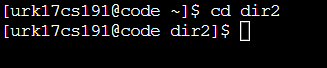 [urk17cs191@code ~]$ cd dir2
[urk17cs191@code dir2]$